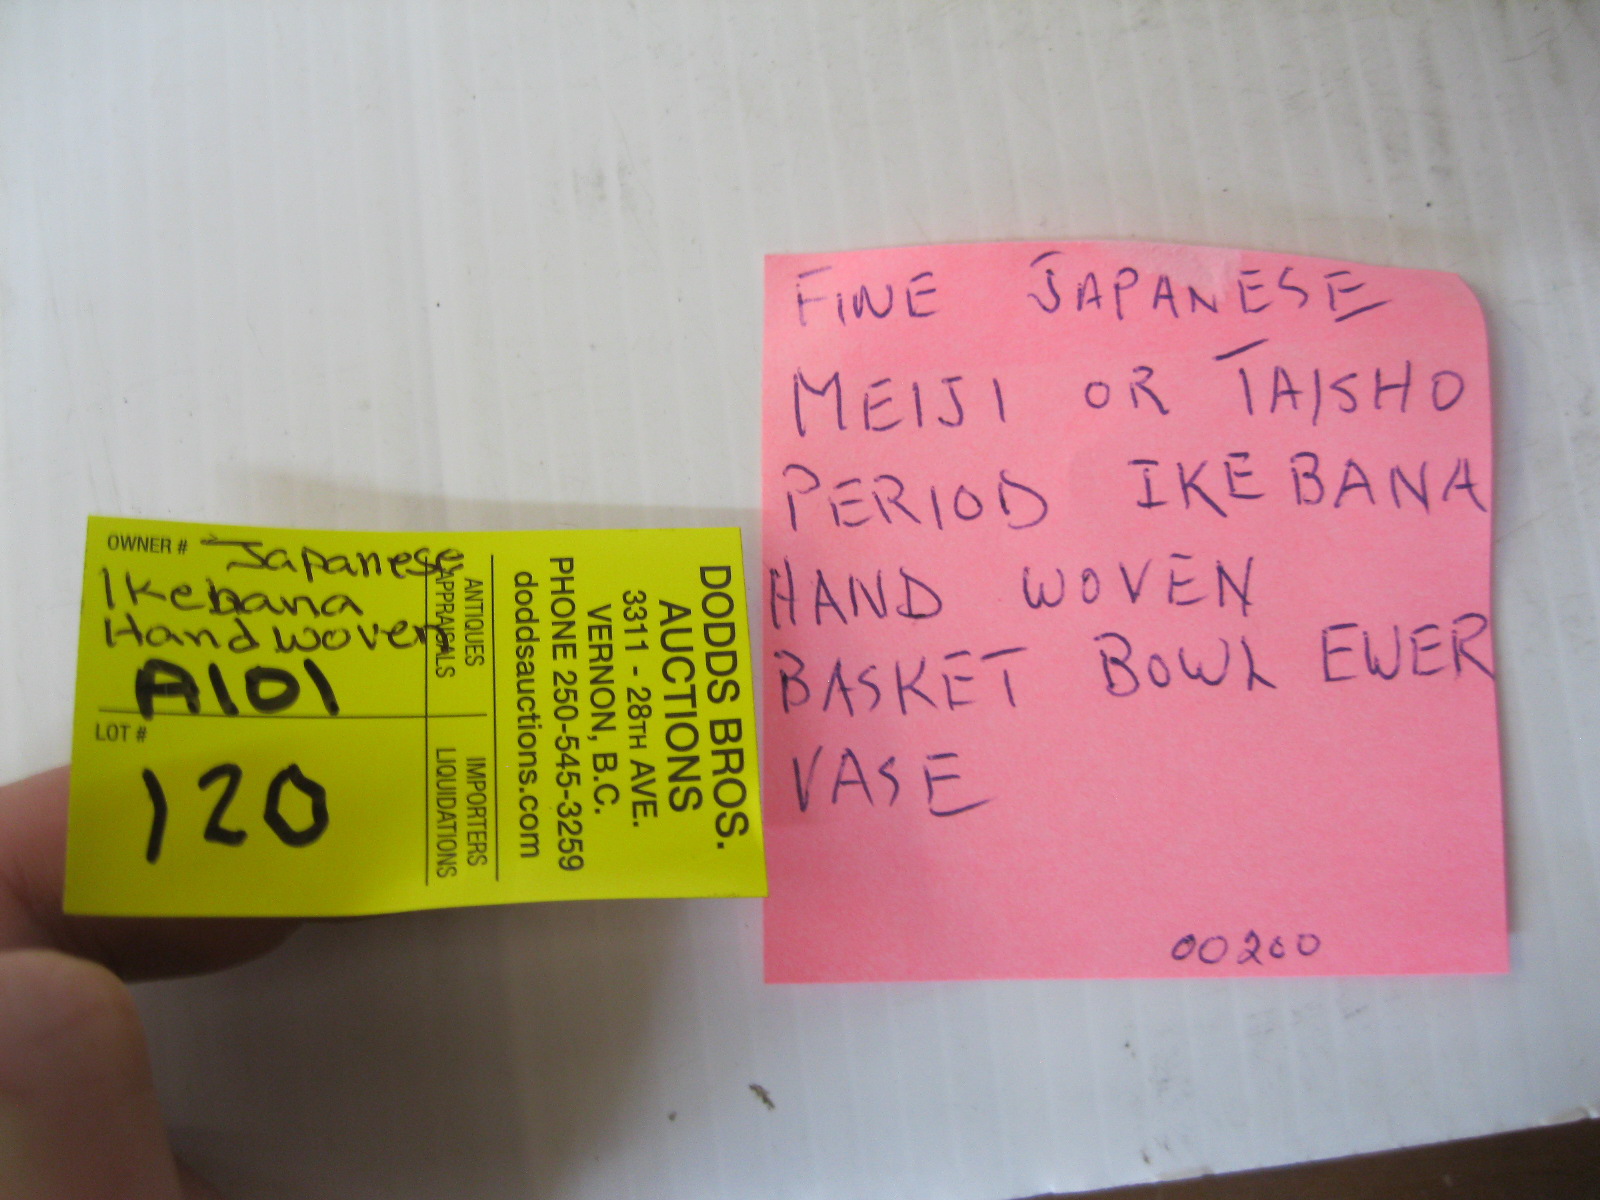 OWNER # Japanese
Ikebana
Handwoven
A101
LOT #
120
ANTIQUES
APPRAISALS
IMPORTERS
LIQUIDATIONS
DODDS BROS.
AUCTIONS
3311 - 28TH AVE.
VERNON, B.C.
PHONE 250-545-3259
doddsauctions.com
FINE JAPANESE
MEIJI OR TAISHO
PERIOD IKEBANA
HAND WOVEN
BASKET BOWL EWER
VASE
00200